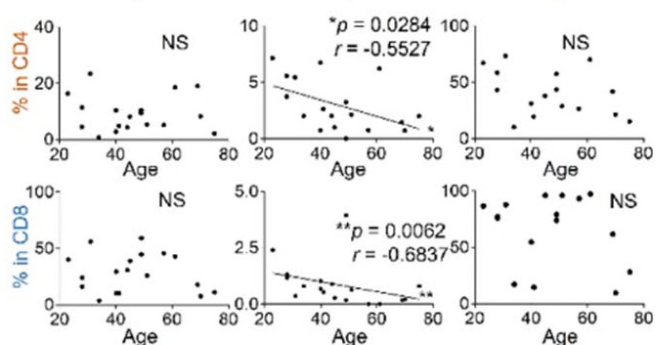 40
20
0
20 40 60 80
Age
% in CD4
NS
10
5
0
20 40 60 80
Age
*p = 0.0284
r = -0.5527
100
50
0
20 40 60 80
Age
NS
100
50
0
20 40 60 80
Age
% in CD8
NS
5.0
2.5
0.0
20 40 60 80
Age
**p = 0.0062
r = -0.6837
**
100
50
0
20 40 60 80
Age
NS